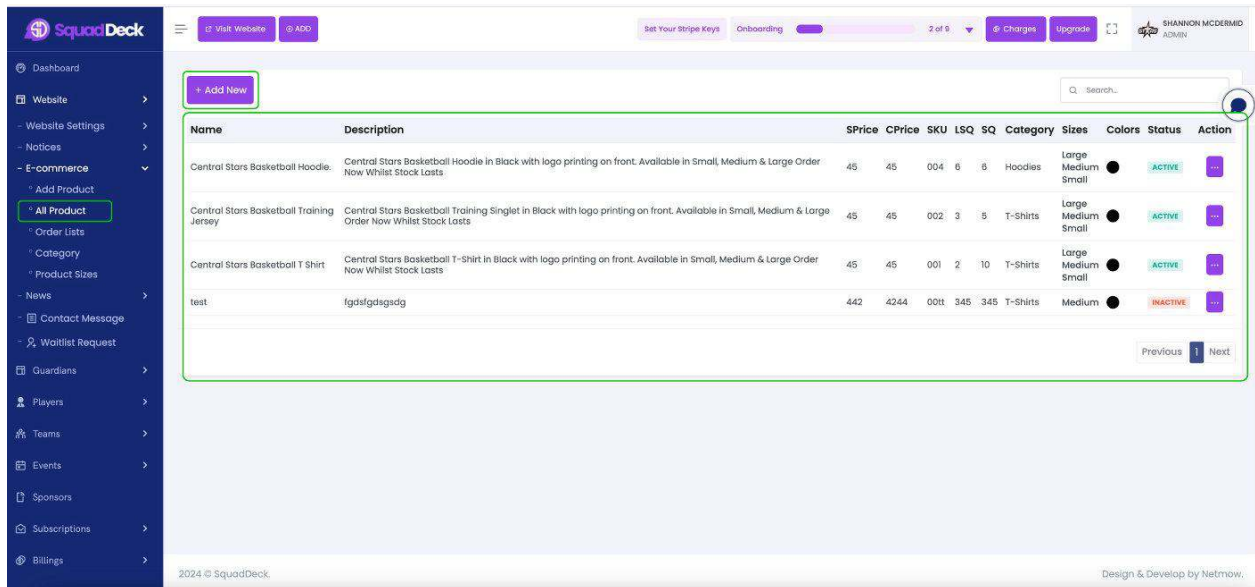 SquadDeck
Visit Website
ADD
Set Your Stripe Keys
Onboarding
2 of 9
Charges
Upgrade
SHANNON MCDERMID
ADMIN
Dashboard
Website
- Website Settings
- Notices
- E-commerce
° Add Product
° All Product
° Order Lists
° Category
° Product Sizes
- News
- Contact Message
- Waitlist Request
Guardians
Players
Teams
Events
Sponsors
Subscriptions
Billings
+ Add New
Search...
Name Description SPrice CPrice SKU LSQ SQ Category Sizes Colors Status Action
Central Stars Basketball Hoodie. Central Stars Basketball Hoodie in Black with logo printing on front. Available in Small, Medium & Large Order
Now Whilst Stock Lasts
45 45 004 6 6 Hoodies
Large
Medium
Small
ACTIVE
...
Central Stars Basketball Training
Jersey
Central Stars Basketball Training Singlet in Black with logo printing on front. Available in Small, Medium & Large
Order Now Whilst Stock Lasts
45 45 002 3 5 T-Shirts
Large
Medium
Small
ACTIVE
...
Central Stars Basketball T Shirt
Central Stars Basketball T-Shirt in Black with logo printing on front. Available in Small, Medium & Large Order
Now Whilst Stock Lasts
45 45 001 2 10 T-Shirts
Large
Medium
Small
ACTIVE
...
test fgdsfgdsgsdg 442 4244 00tt 345 345 T-Shirts Medium INACTIVE ...
Previous 1 Next
2024 © SquadDeck.
Design & Develop by Netmow.